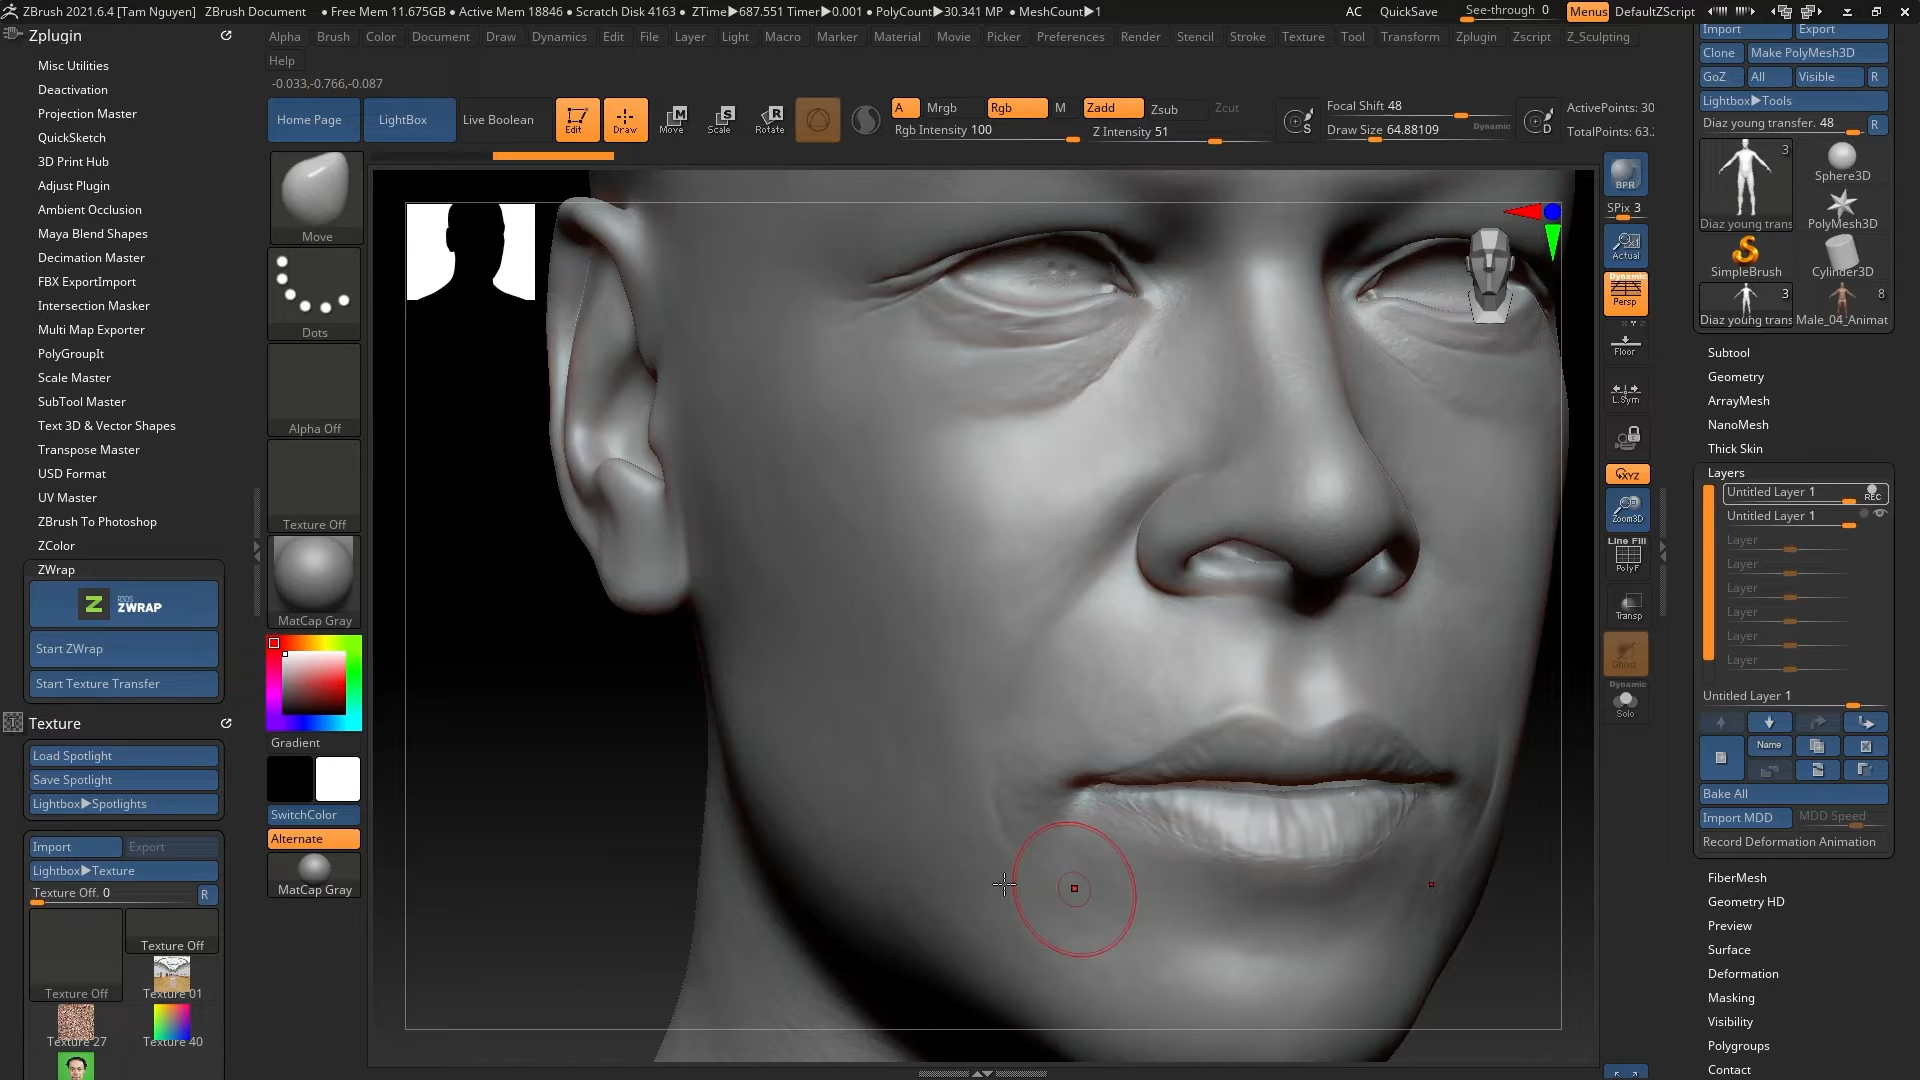 ZBrush 2021.6.4 [Tam Nguyen] ZBrush Document • Free Mem 11.675GB • Active Mem 18846 • Scratch Disk 4163 • ZTime▶687.551 Timer▶0.001 • PolyCount▶30.341 MP • MeshCount▶1 AC QuickSave See-through 0 Menus DefaultZScript
Zplugin
Misc Utilities
Deactivation
Projection Master
QuickSketch
3D Print Hub
Adjust Plugin
Ambient Occlusion
Maya Blend Shapes
Decimation Master
FBX ExportImport
Intersection Masker
Multi Map Exporter
PolyGroupIt
Scale Master
SubTool Master
Text 3D & Vector Shapes
Transpose Master
USD Format
UV Master
ZBrush To Photoshop
ZColor
ZWrap
Z R3DS ZWRAP
Start ZWrap
Start Texture Transfer
Texture
Load Spotlight
Save Spotlight
Lightbox▶Spotlights
Import Export
Lightbox▶Texture
Texture Off. 0 R
Texture Off
Texture Off Texture 01
Texture 27 Texture 40
Alpha Brush Color Document Draw Dynamics Edit File Layer Light Macro Marker Material Movie Picker Preferences Render Stencil Stroke Texture Tool Transform Zplugin Zscript Z_Sculpting
Help
-0.033,-0.766,-0.087
Home Page LightBox Live Boolean Edit Draw Move Scale Rotate
A Mrgb Rgb M Zadd Zsub Zcut
Rgb Intensity 100 Z Intensity 51
S Focal Shift 48
Draw Size 64.88109 Dynamic
D ActivePoints: 30
TotalPoints: 63.
Move
Dots
Alpha Off
Texture Off
MatCap Gray
Gradient
SwitchColor
Alternate
MatCap Gray
BPR
SPix 3
Actual
Dynamic
Persp
Floor
L.Sym
XYZ
Zoom3D
Line Fill
PolyF
Transp
Ghost
Dynamic
Solo
Import Export
Clone Make PolyMesh3D
GoZ All Visible R
Lightbox▶Tools
Diaz young transfer. 48 R
3
Sphere3D
Diaz young trans PolyMesh3D
SimpleBrush Cylinder3D
3 8
Diaz young trans Male_04_Animat
Subtool
Geometry
ArrayMesh
NanoMesh
Thick Skin
Layers
Untitled Layer 1 REC
Untitled Layer 1
Layer
Layer
Layer
Layer
Layer
Layer
Untitled Layer 1
Name
Bake All
Import MDD MDD Speed
Record Deformation Animation
FiberMesh
Geometry HD
Preview
Surface
Deformation
Masking
Visibility
Polygroups
Contact